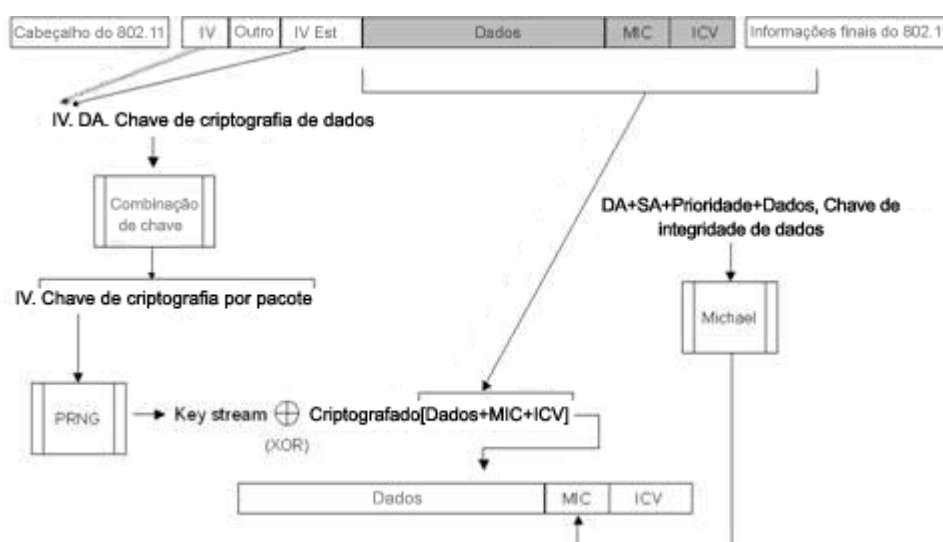 Cabeçalho do 802.11 IV Outro IV Est Dados MIC ICV Informações finais do 802.11
IV. DA. Chave de criptografia de dados
Combinação
de chave
DA+SA+Prioridade+Dados, Chave de
integridade de dados
IV. Chave de criptografia por pacote
Michael
PRNG Key stream Criptografado[Dados+MIC+ICV]
(XOR)
Dados MIC ICV